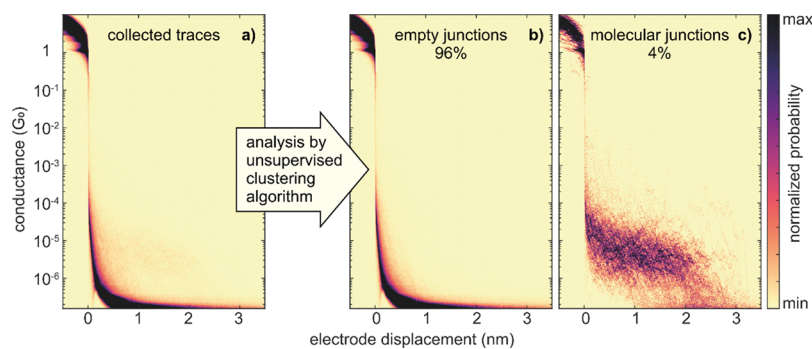 collected traces a)
empty junctions b)
96%
molecular junctions c)
4%
max
min
normalized probability
conductance (G₀)
1
10⁻¹
10⁻²
10⁻³
10⁻⁴
10⁻⁵
10⁻⁶
analysis by
unsupervised
clustering
algorithm
0 1 2 3
0 1 2 3
0 1 2 3
electrode displacement (nm)